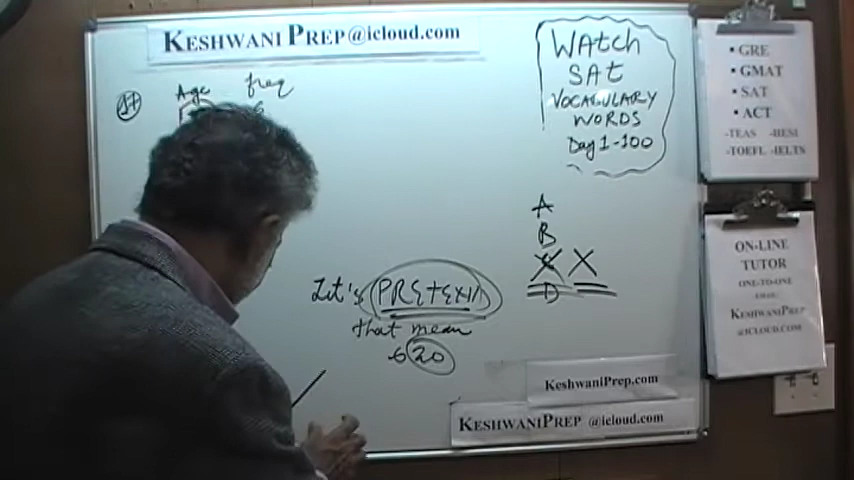 KESHWANI PREP@iCLOUD.COM
Age freq
6
WAtch
SAt
VOCABULARY
WORDS
Day 1-100
A
B
X
D
Let's
that mean
620
KESHWANIPREP.COM
KESHWANIPREP @iCLOUD.COM
• GRE
• GMAT
• SAT
• ACT
-TEAS -HESI
-TOEFL -IELTS
ON-LINE
TUTOR
ONE-TO-ONE
KESHWANIPREP
@iCLOUD.COM